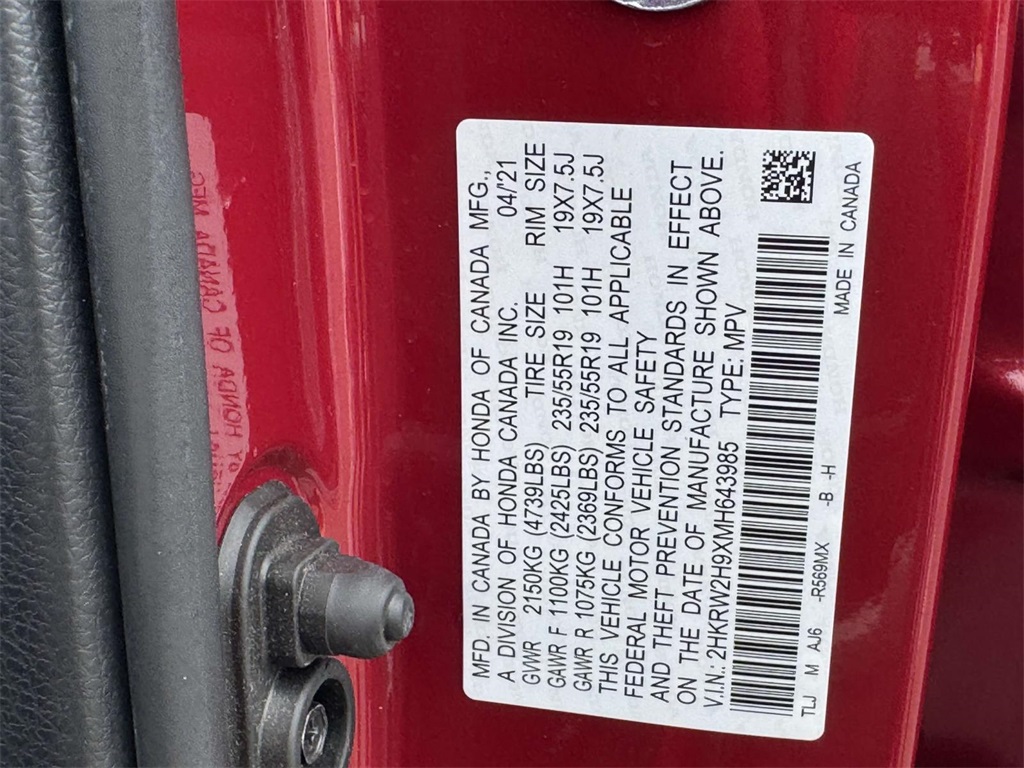 MFD. IN CANADA BY HONDA OF CANADA MFG.,
A DIVISION OF HONDA CANADA INC. 04/'21
GVWR 2150KG (4739LBS) TIRE SIZE RIM SIZE
GAWR F 1100KG (2425LBS) 235/55R19 101H 19X7.5J
GAWR R 1075KG (2369LBS) 235/55R19 101H 19X7.5J
THIS VEHICLE CONFORMS TO ALL APPLICABLE
FEDERAL MOTOR VEHICLE SAFETY
AND THEFT PREVENTION STANDARDS IN EFFECT
ON THE DATE OF MANUFACTURE SHOWN ABOVE.
V.I.N: 2HKRW2H9XMH643985 TYPE: MPV
TLJ M AJ6 -R569MX -B -H MADE IN CANADA